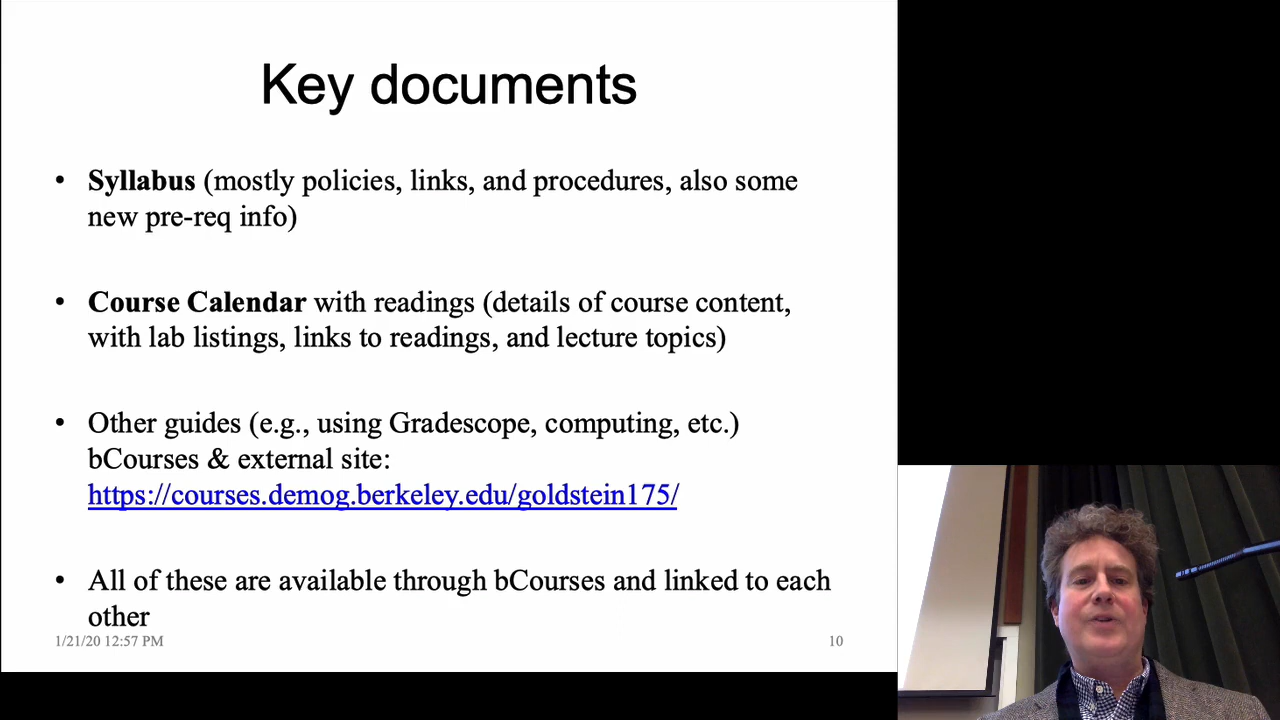 Key documents
• Syllabus (mostly policies, links, and procedures, also some
new pre-req info)
• Course Calendar with readings (details of course content,
with lab listings, links to readings, and lecture topics)
• Other guides (e.g., using Gradescope, computing, etc.)
bCourses & external site:
https://courses.demog.berkeley.edu/goldstein175/
• All of these are available through bCourses and linked to each
other
1/21/20 12:57 PM
10